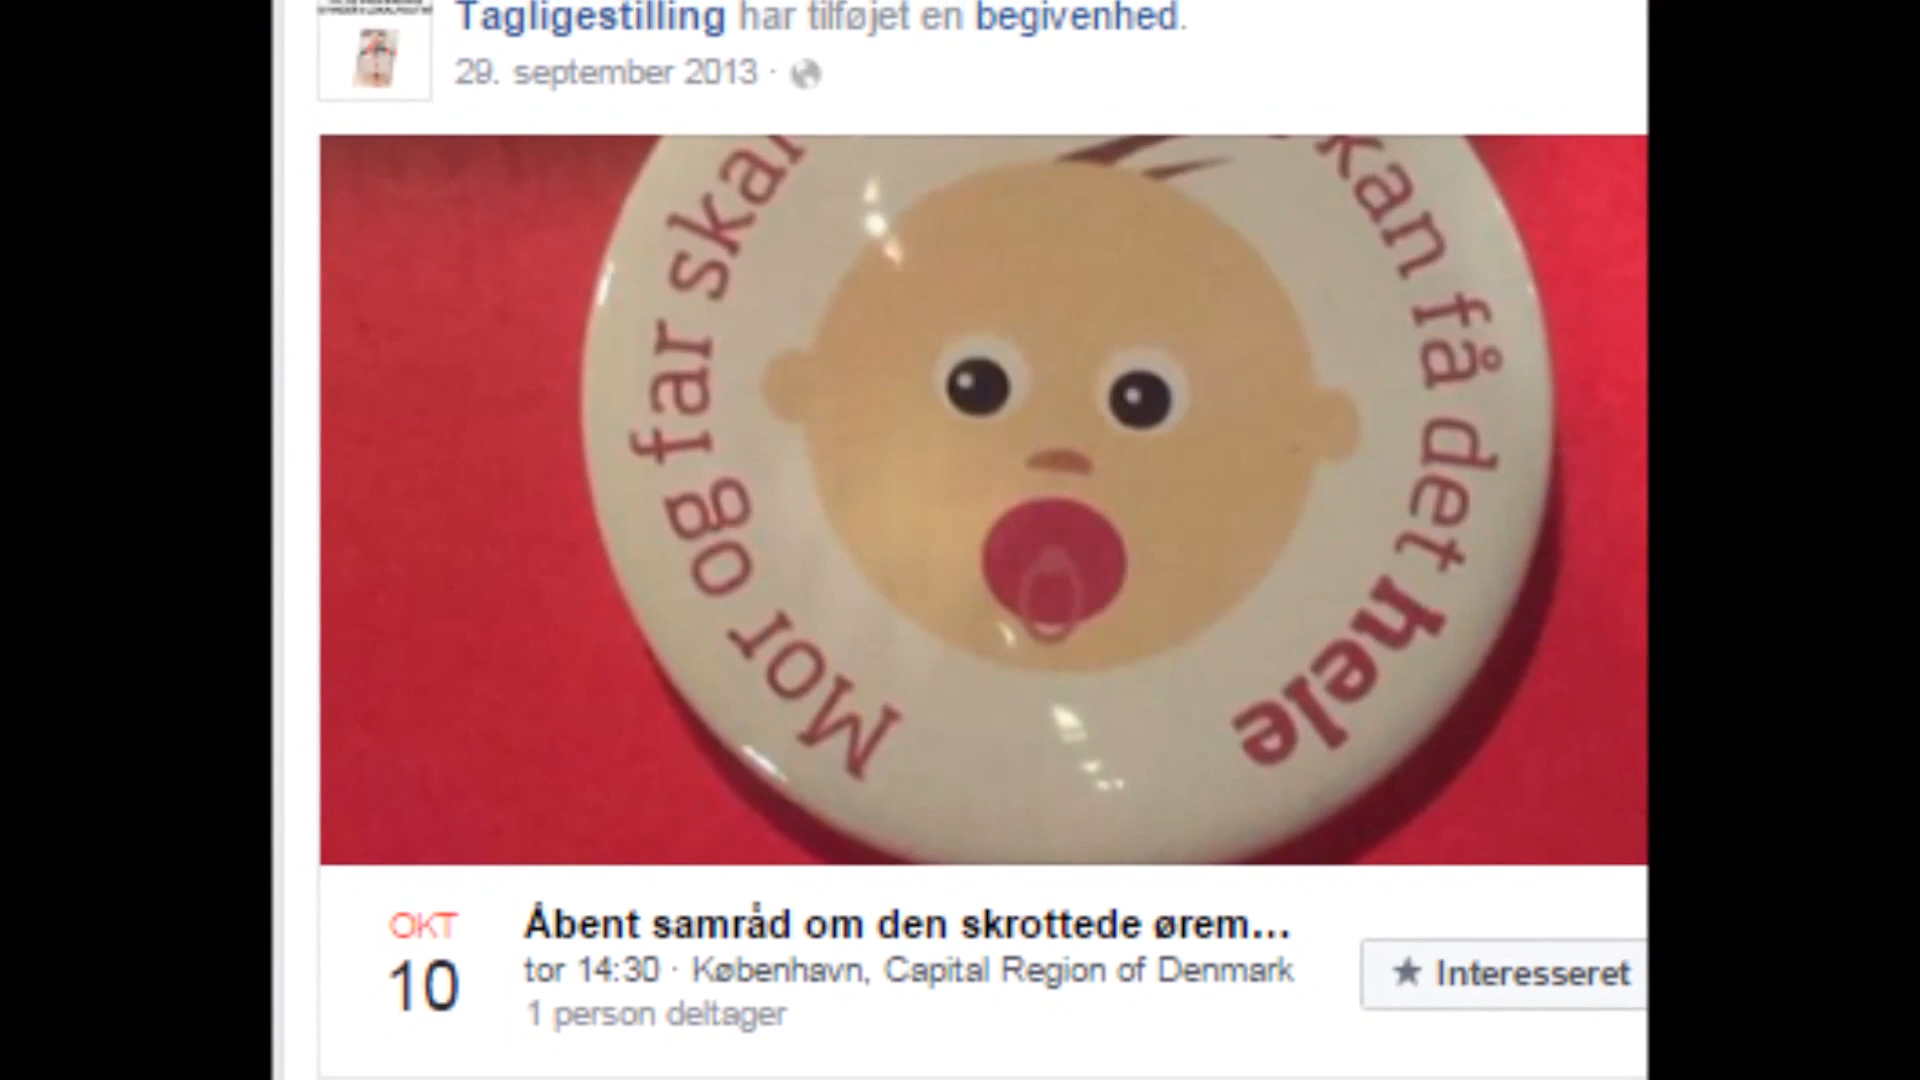 Tagligestilling har tilføjet en begivenhed.
29. september 2013 ·
Mor og far skal
kan få det hele
OKT
10
Åbent samråd om den skrottede ørem...
tor 14:30 · København, Capital Region of Denmark
1 person deltager
Interesseret